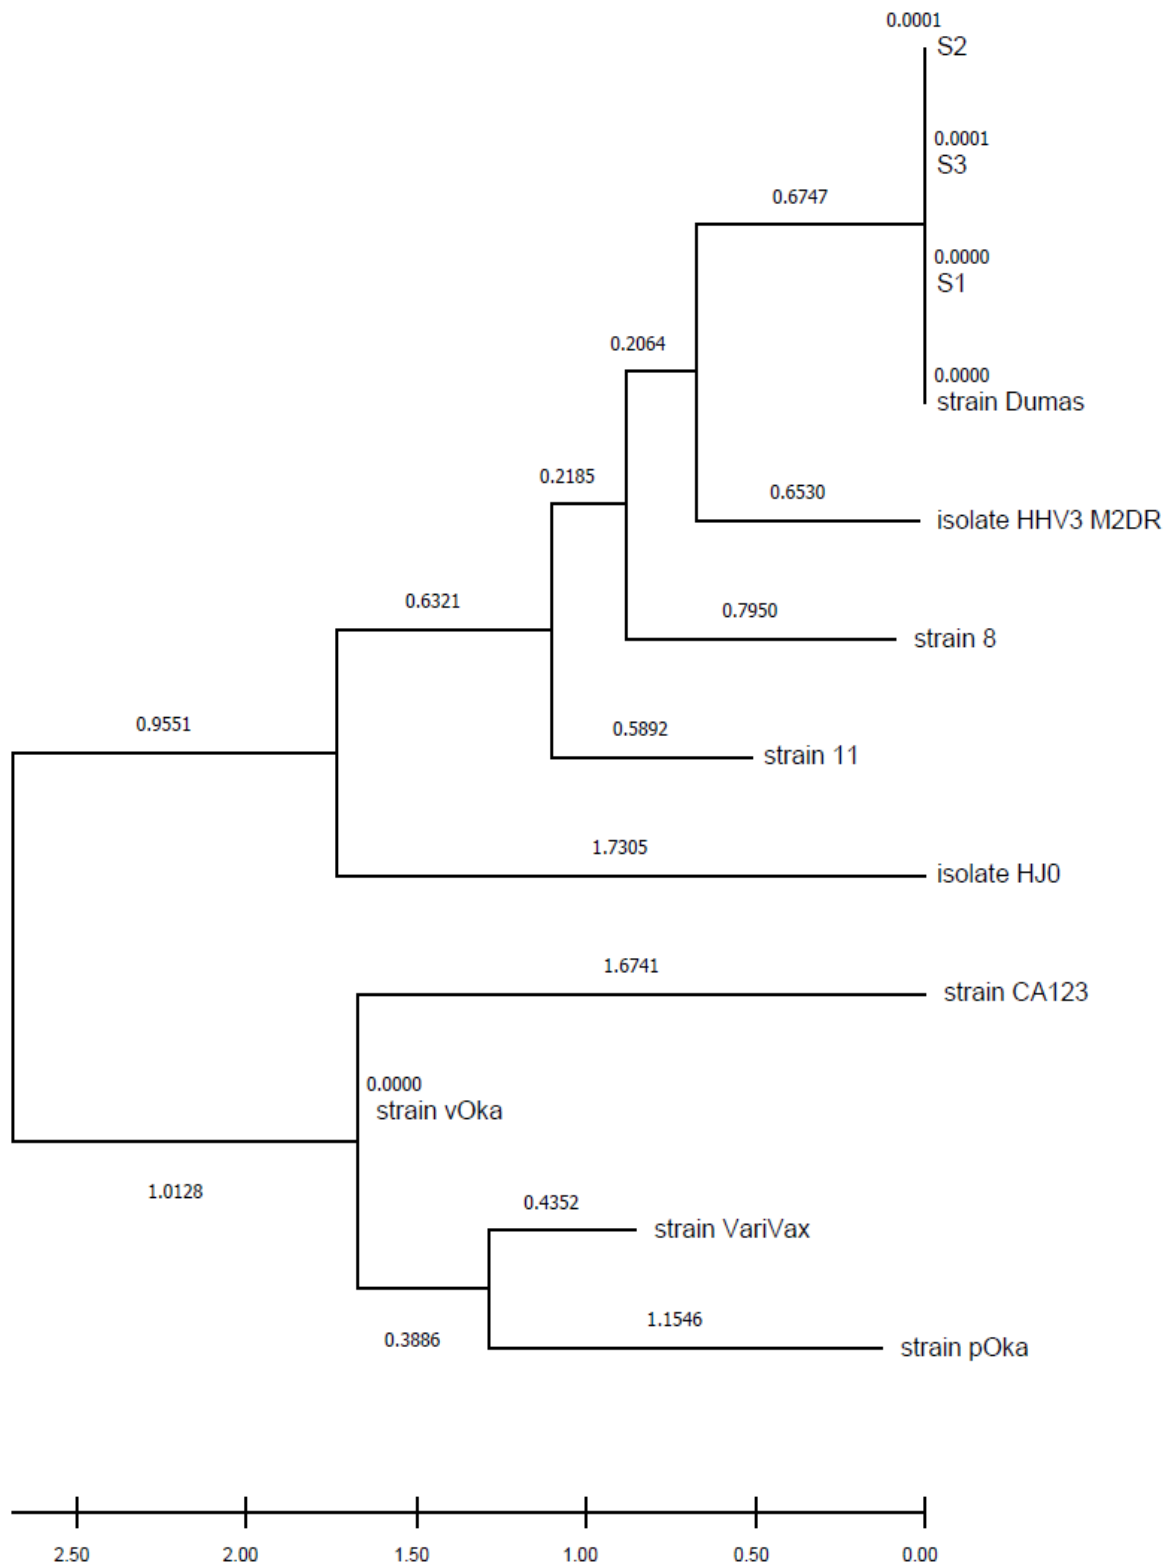 0.0001
S2
0.0001
S3
0.6747
0.0000
S1
0.2064
0.0000
strain Dumas
0.2185
0.6530
isolate HHV3 M2DR
0.6321
0.7950
strain 8
0.9551
0.5892
strain 11
1.7305
isolate HJ0
1.6741
strain CA123
0.0000
strain vOka
1.0128
0.4352
strain VariVax
0.3886
1.1546
strain pOka
2.50 2.00 1.50 1.00 0.50 0.00